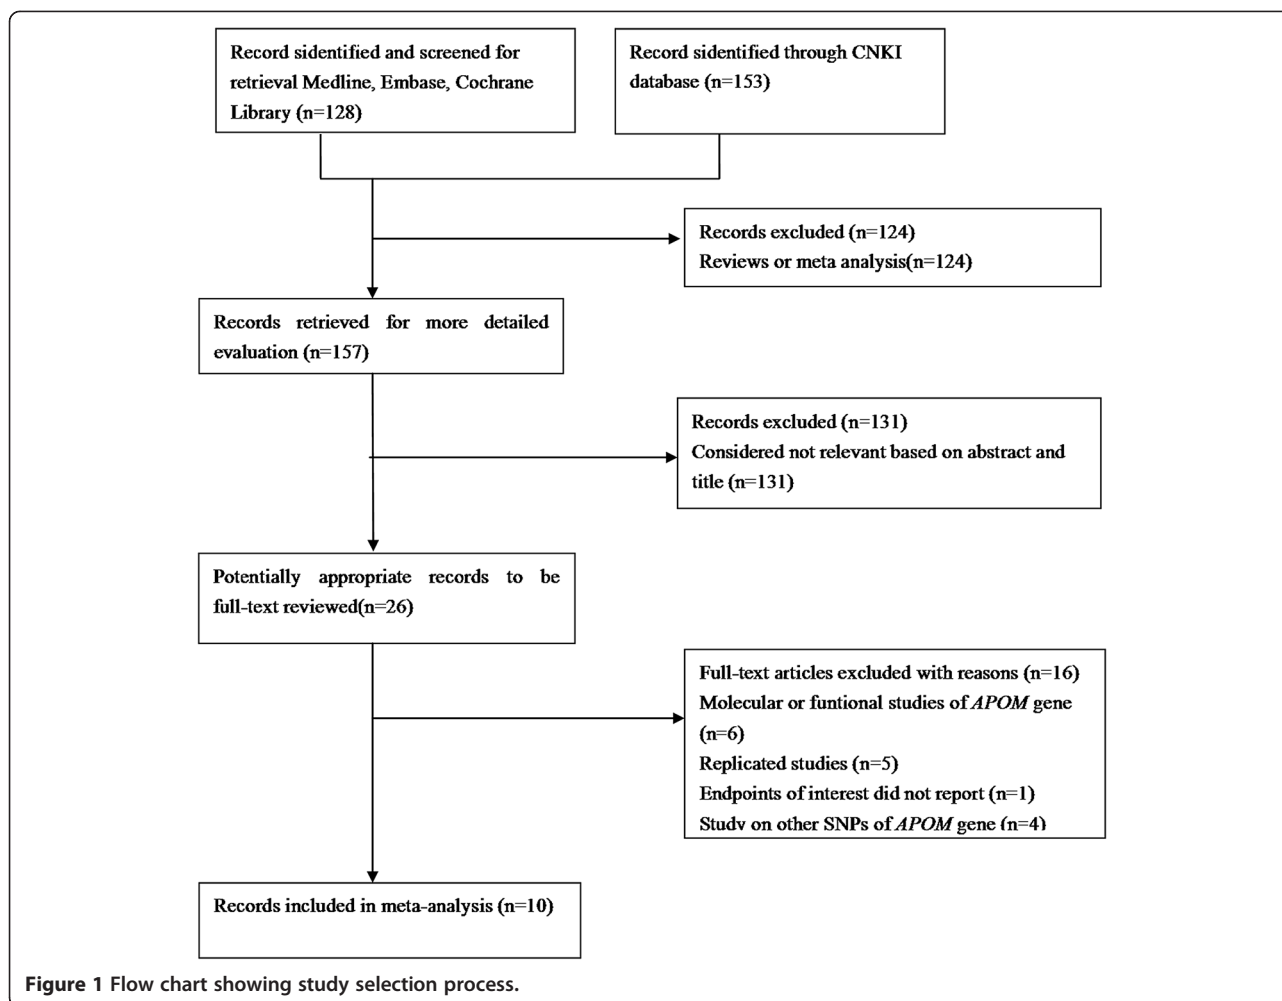 Record sidentified and screened for
retrieval Medline, Embase, Cochrane
Library (n=128)
Record sidentified through CNKI
database (n=153)
Records excluded (n=124)
Reviews or meta analysis(n=124)
Records retrieved for more detailed
evaluation (n=157)
Records excluded (n=131)
Considered not relevant based on abstract and
title (n=131)
Potentially appropriate records to be
full-text reviewed(n=26)
Full-text articles excluded with reasons (n=16)
Molecular or funtional studies of APOM gene
(n=6)
Replicated studies (n=5)
Endpoints of interest did not report (n=1)
Study on other SNPs of APOM gene (n=4)
Records included in meta-analysis (n=10)
Figure 1 Flow chart showing study selection process.